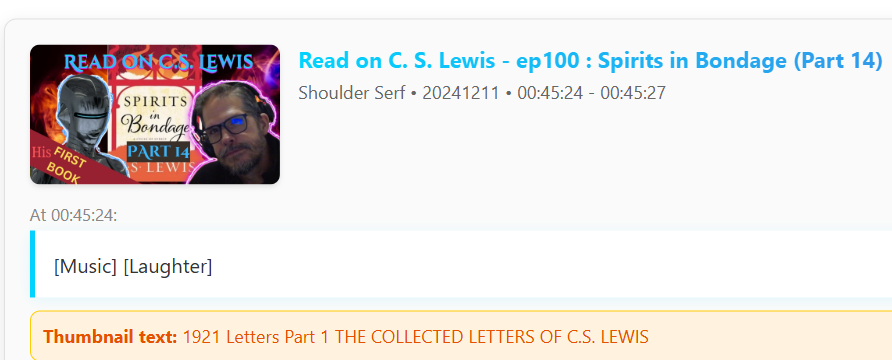 READ ON C.S. LEWIS
SPIRITS
in
Bondage
PART 14
S. LEWIS
His FIRST
BOOK
Read on C. S. Lewis - ep100 : Spirits in Bondage (Part 14)
Shoulder Serf • 20241211 • 00:45:24 - 00:45:27
At 00:45:24:
[Music] [Laughter]
Thumbnail text: 1921 Letters Part 1 THE COLLECTED LETTERS OF C.S. LEWIS